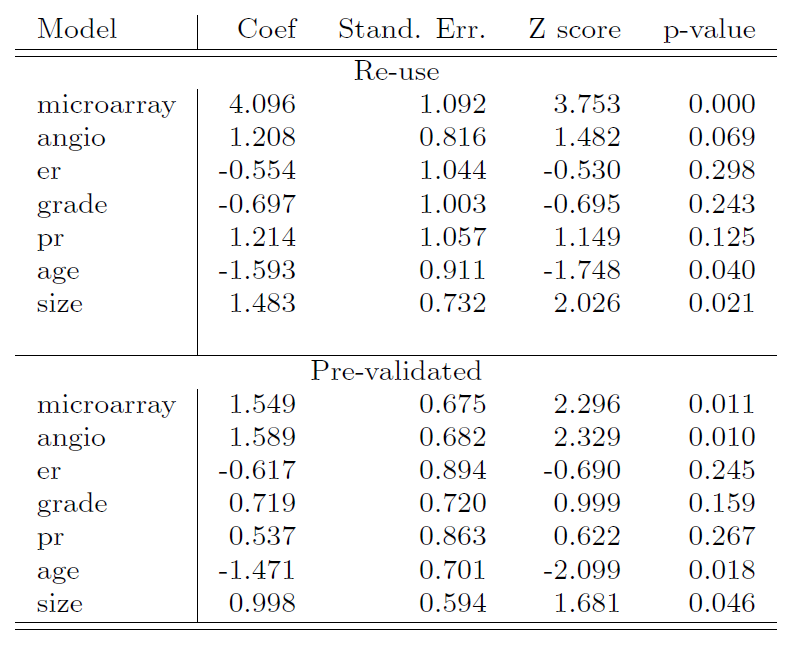 Model Coef Stand. Err. Z score p-value
Re-use
microarray 4.096 1.092 3.753 0.000
angio 1.208 0.816 1.482 0.069
er -0.554 1.044 -0.530 0.298
grade -0.697 1.003 -0.695 0.243
pr 1.214 1.057 1.149 0.125
age -1.593 0.911 -1.748 0.040
size 1.483 0.732 2.026 0.021
Pre-validated
microarray 1.549 0.675 2.296 0.011
angio 1.589 0.682 2.329 0.010
er -0.617 0.894 -0.690 0.245
grade 0.719 0.720 0.999 0.159
pr 0.537 0.863 0.622 0.267
age -1.471 0.701 -2.099 0.018
size 0.998 0.594 1.681 0.046